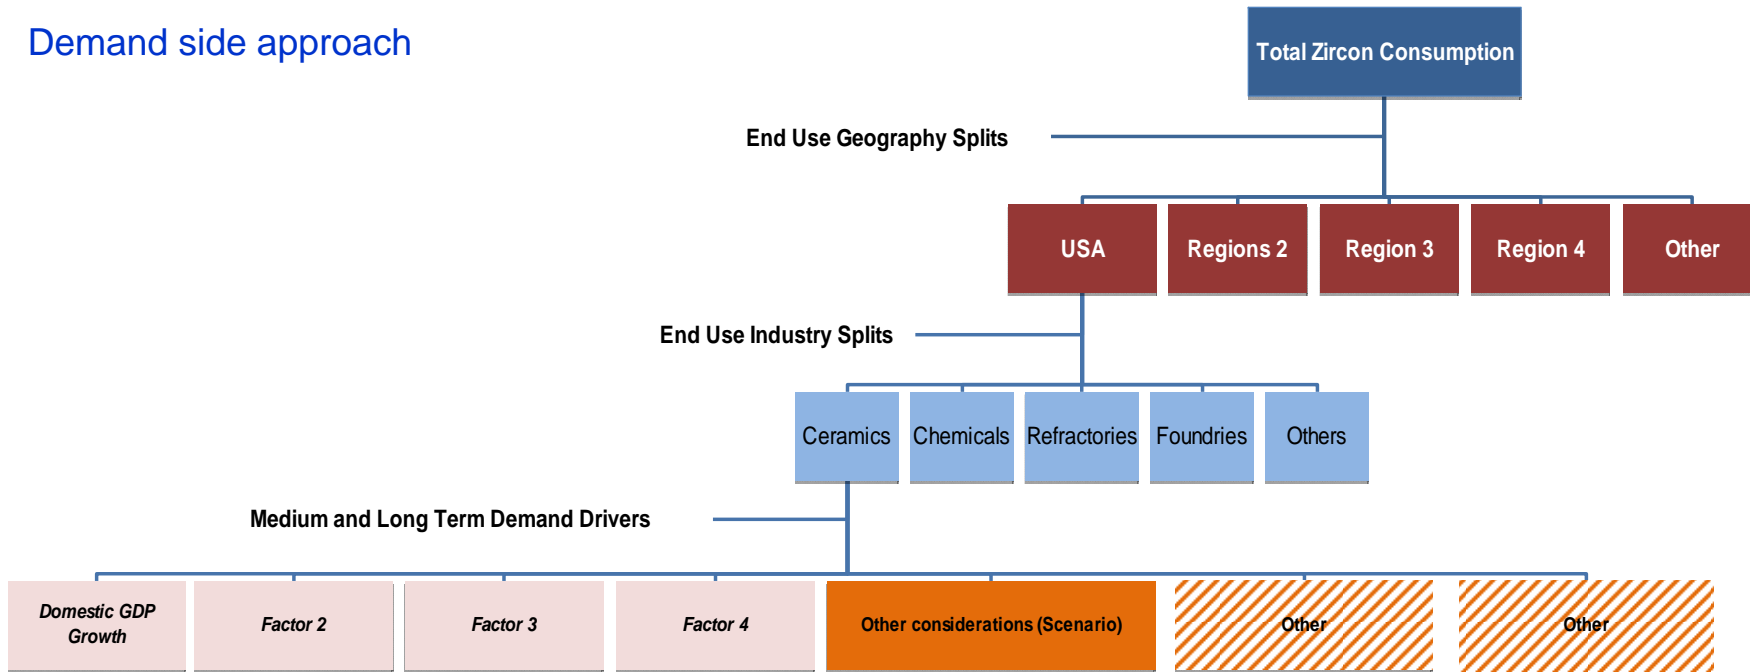 Demand side approach
Total Zircon Consumption
End Use Geography Splits
USA
Regions 2
Region 3
Region 4
Other
End Use Industry Splits
Ceramics
Chemicals
Refractories
Foundries
Others
Medium and Long Term Demand Drivers
Domestic GDP
Growth
Factor 2
Factor 3
Factor 4
Other considerations (Scenario)
Other
Other